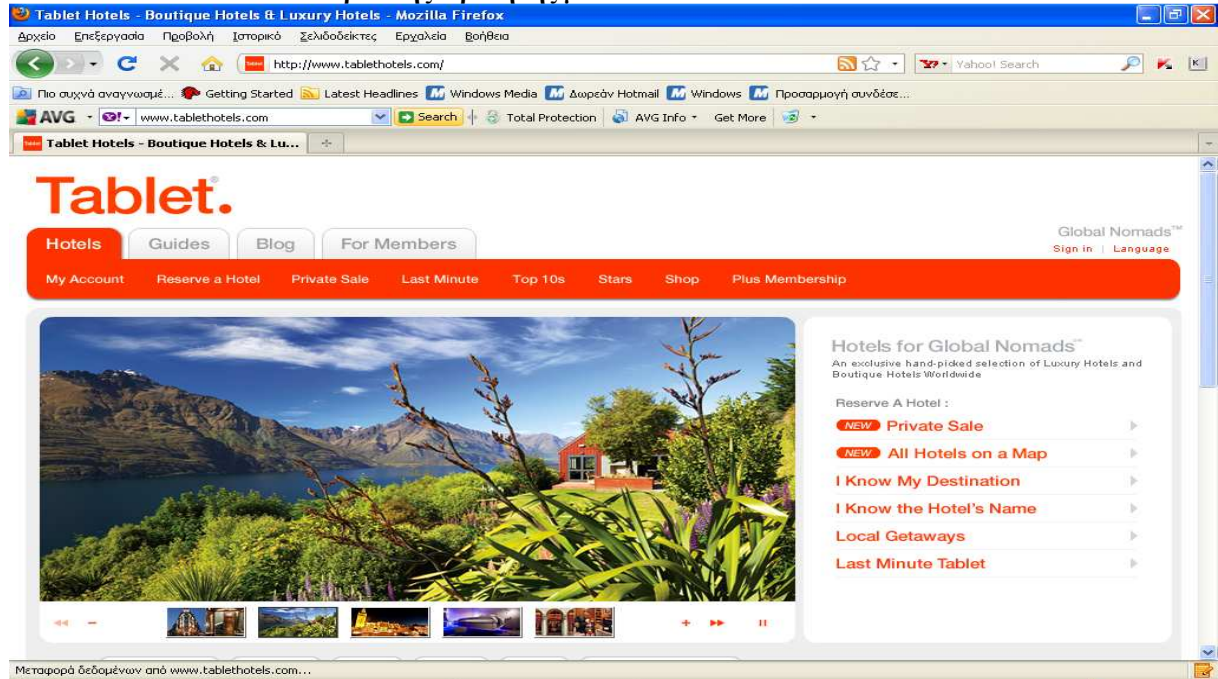 Tablet Hotels - Boutique Hotels & Luxury Hotels - Mozilla Firefox
Αρχείο Επεξεργασία Προβολή Ιστορικό Σελιδοδείκτες Εργαλεία Βοήθεια
http://www.tablethotels.com/ Yahoo! Search
Πιο συχνά αναγνωσμέ... Getting Started Latest Headlines Windows Media Δωρεάν Hotmail Windows Προσαρμογή συνδέσε...
AVG www.tablethotels.com Search Total Protection AVG Info Get More
Tablet Hotels - Boutique Hotels & Lu...
Tablet.®
Global Nomads™
Hotels Guides Blog For Members
Sign in | Language
My Account Reserve a Hotel Private Sale Last Minute Top 10s Stars Shop Plus Membership
Hotels for Global Nomads™
An exclusive hand-picked selection of Luxury Hotels and
Boutique Hotels Worldwide
Reserve A Hotel :
NEW Private Sale
NEW All Hotels on a Map
I Know My Destination
I Know the Hotel's Name
Local Getaways
Last Minute Tablet
Μεταφορά δεδομένων από www.tablethotels.com...